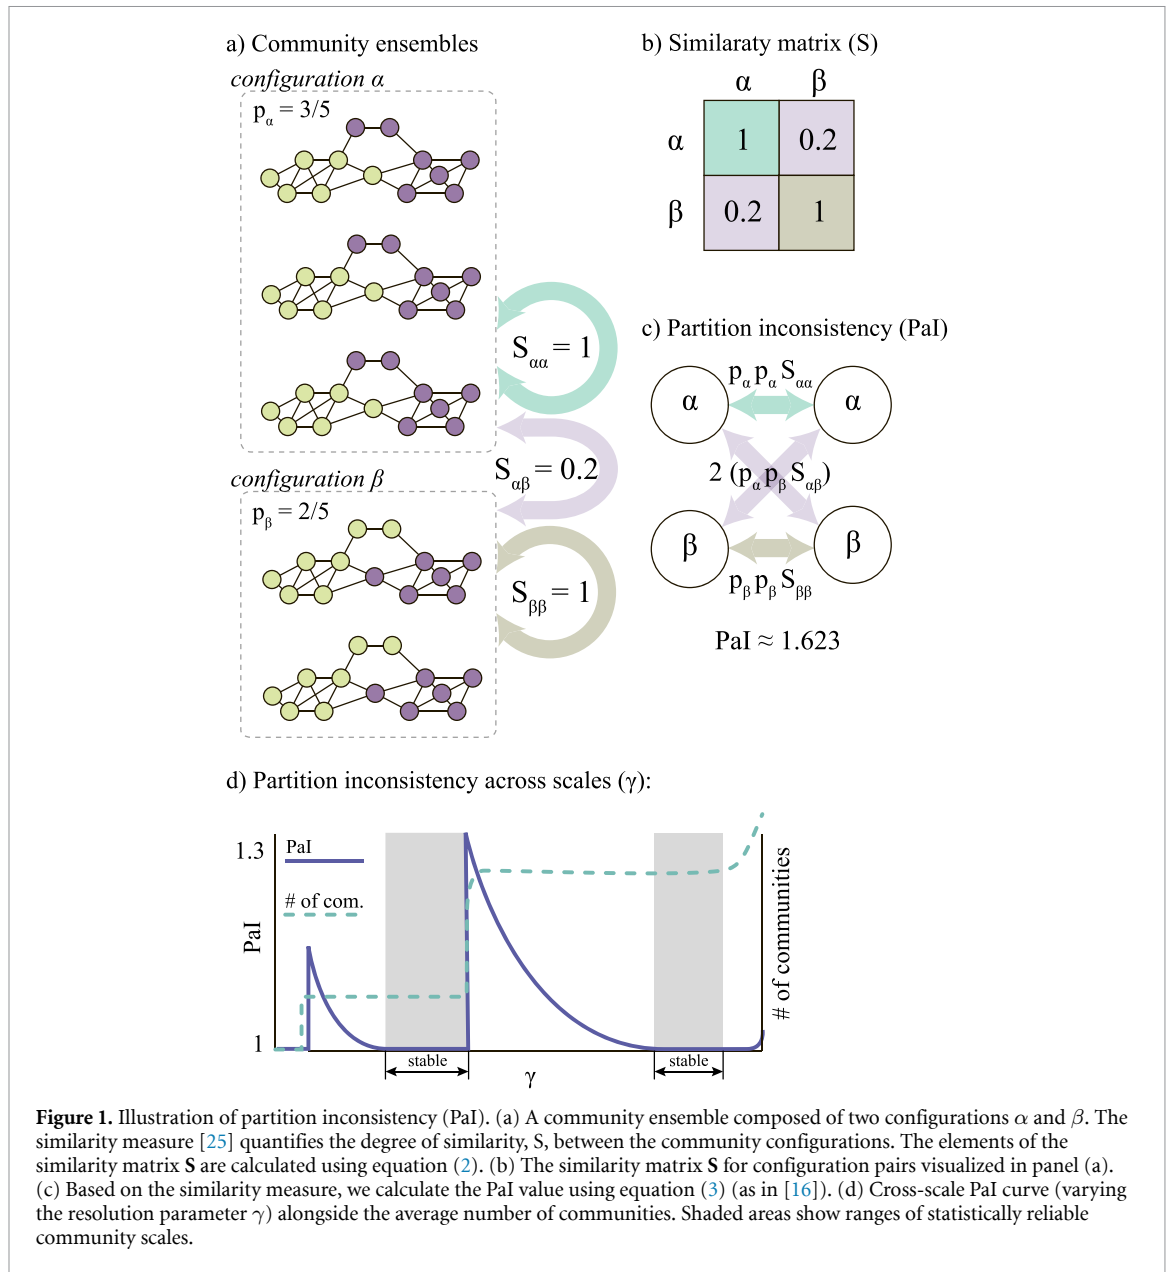 a) Community ensembles
configuration α
pα = 3/5
Sαα = 1
Sαβ = 0.2
configuration β
pβ = 2/5
Sββ = 1
b) Similaraty matrix (S)
α β
α 1 0.2
β 0.2 1
c) Partition inconsistency (PaI)
pα pα Sαα
α α
2 (pα pβ Sαβ)
β β
pβ pβ Sββ
PaI ≈ 1.623
d) Partition inconsistency across scales (γ):
1.3
PaI
# of com.
PaI
1
# of communities
stable
stable
γ
Figure 1. Illustration of partition inconsistency (PaI). (a) A community ensemble composed of two configurations α and β. The
similarity measure [25] quantifies the degree of similarity, S, between the community configurations. The elements of the
similarity matrix S are calculated using equation (2). (b) The similarity matrix S for configuration pairs visualized in panel (a).
(c) Based on the similarity measure, we calculate the PaI value using equation (3) (as in [16]). (d) Cross-scale PaI curve (varying
the resolution parameter γ) alongside the average number of communities. Shaded areas show ranges of statistically reliable
community scales.